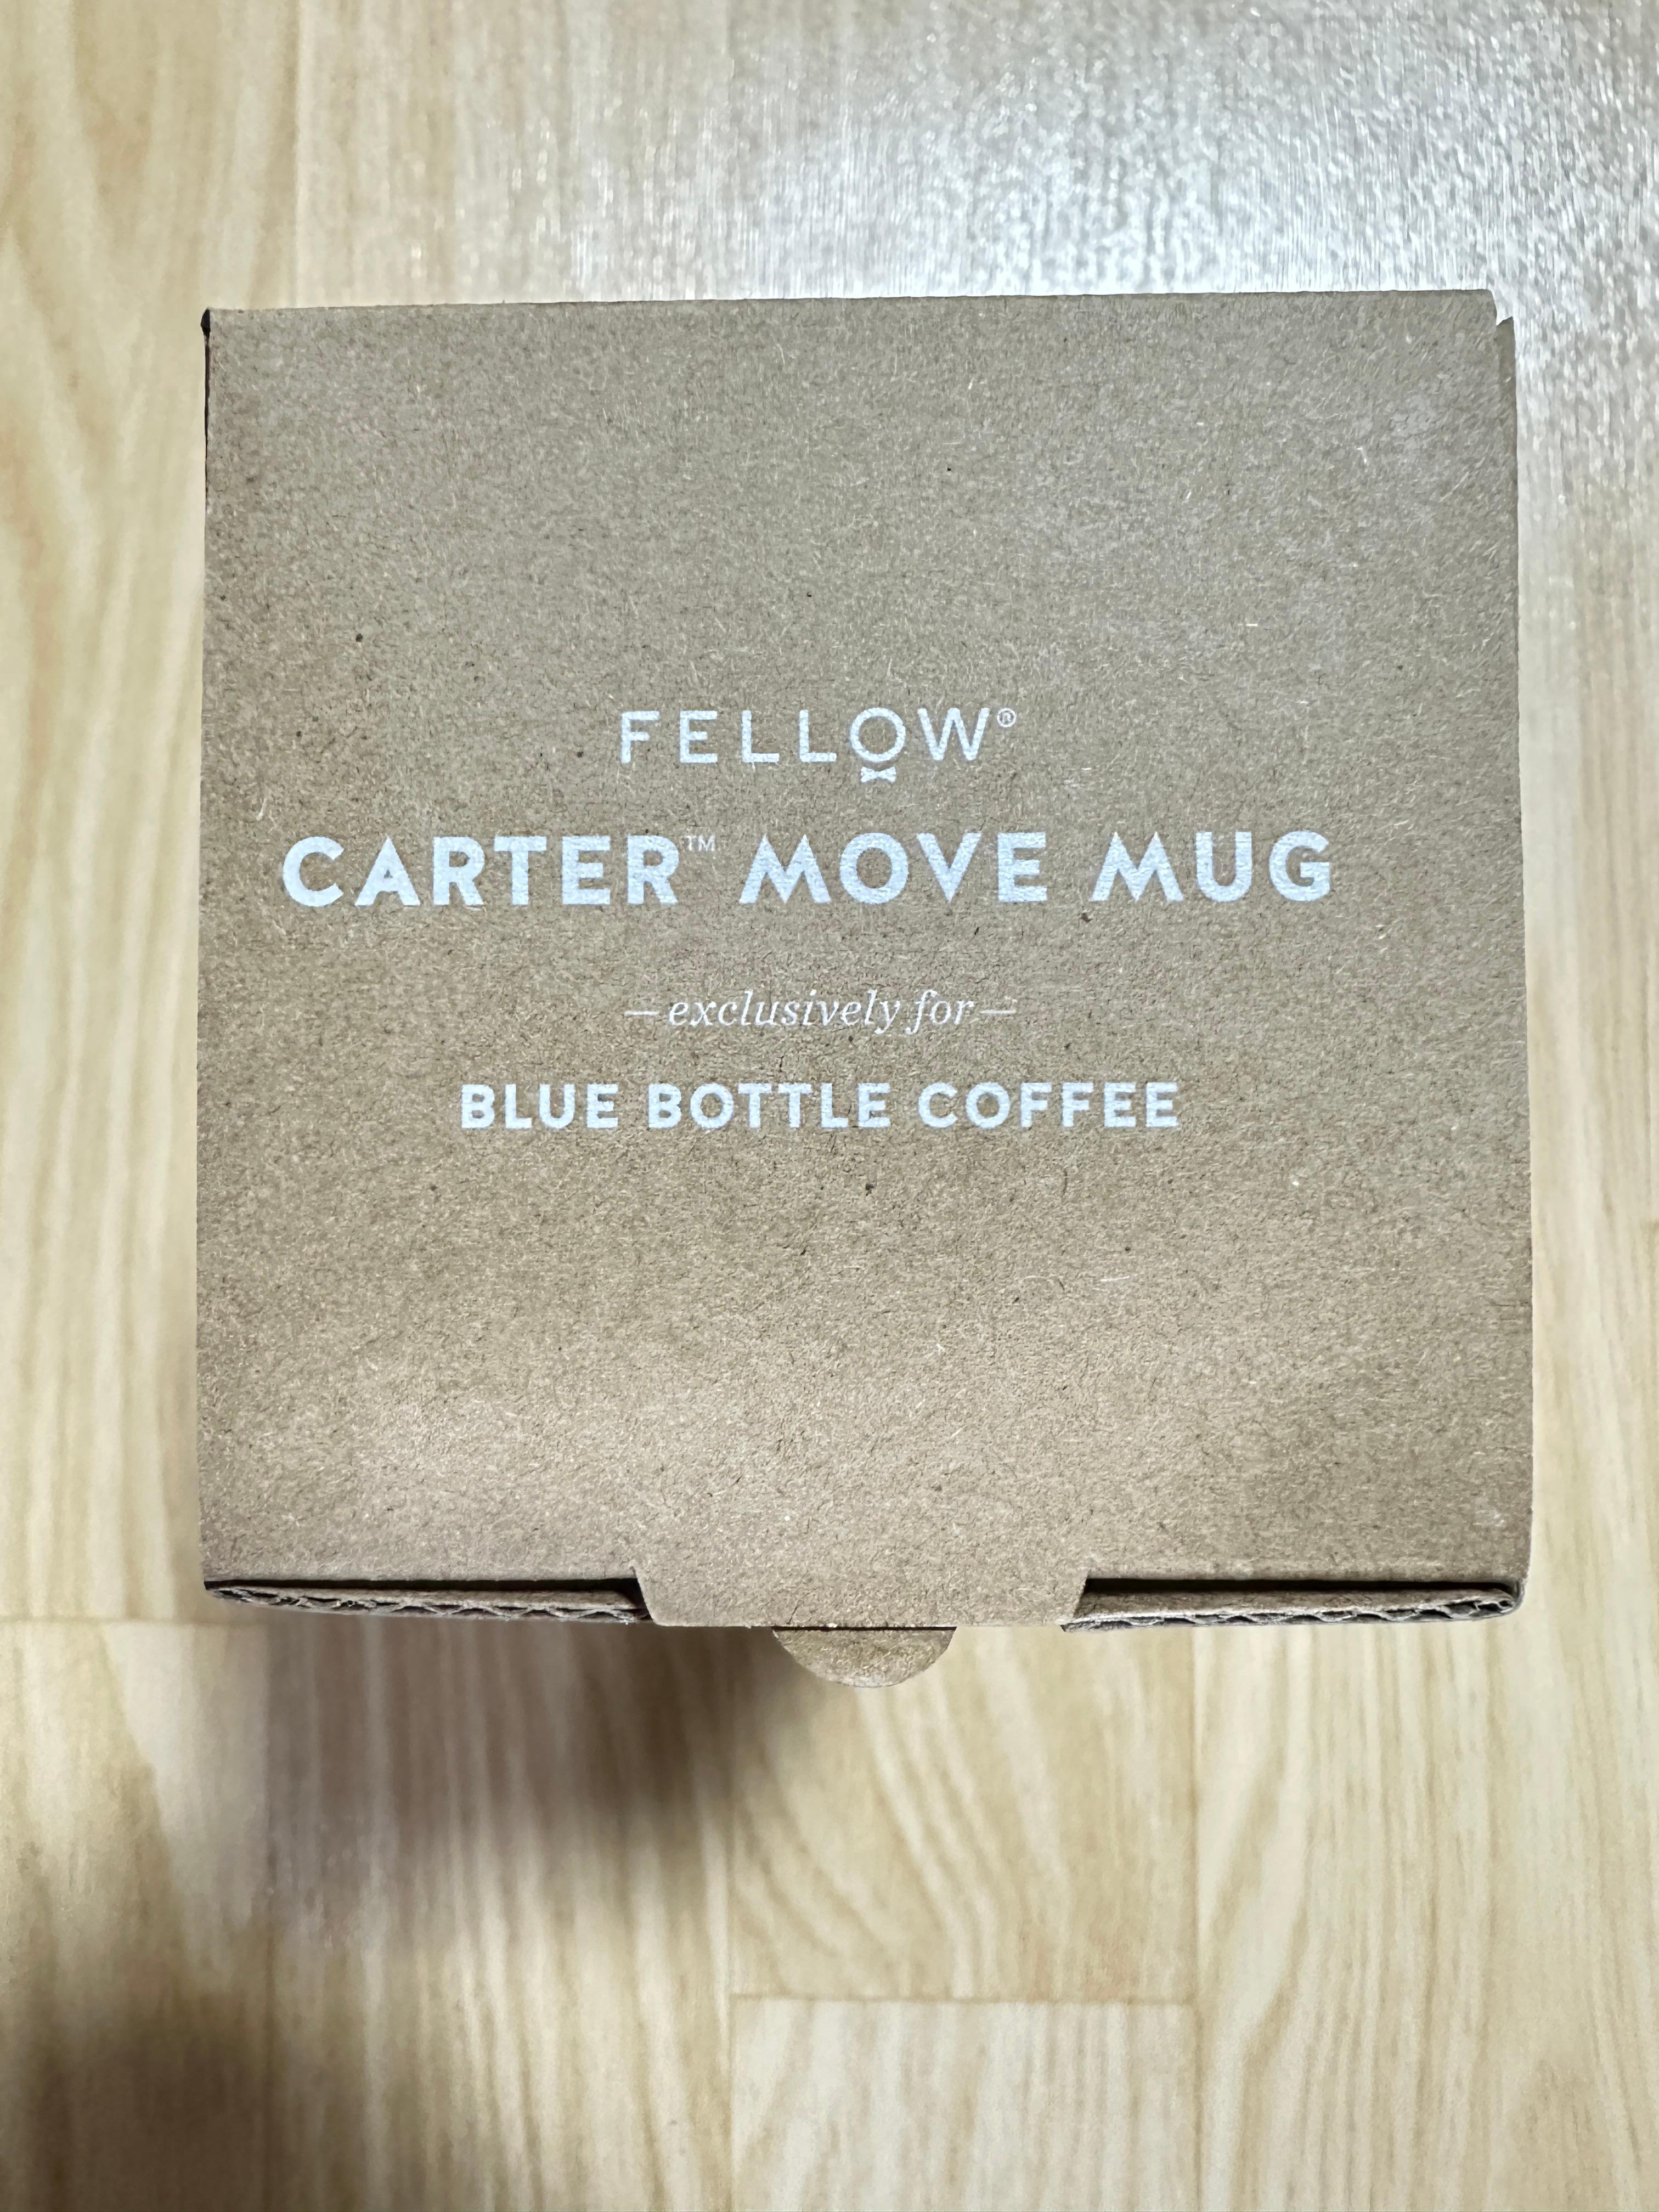 FELLOW®
CARTER™ MOVE MUG
—exclusively for—
BLUE BOTTLE COFFEE